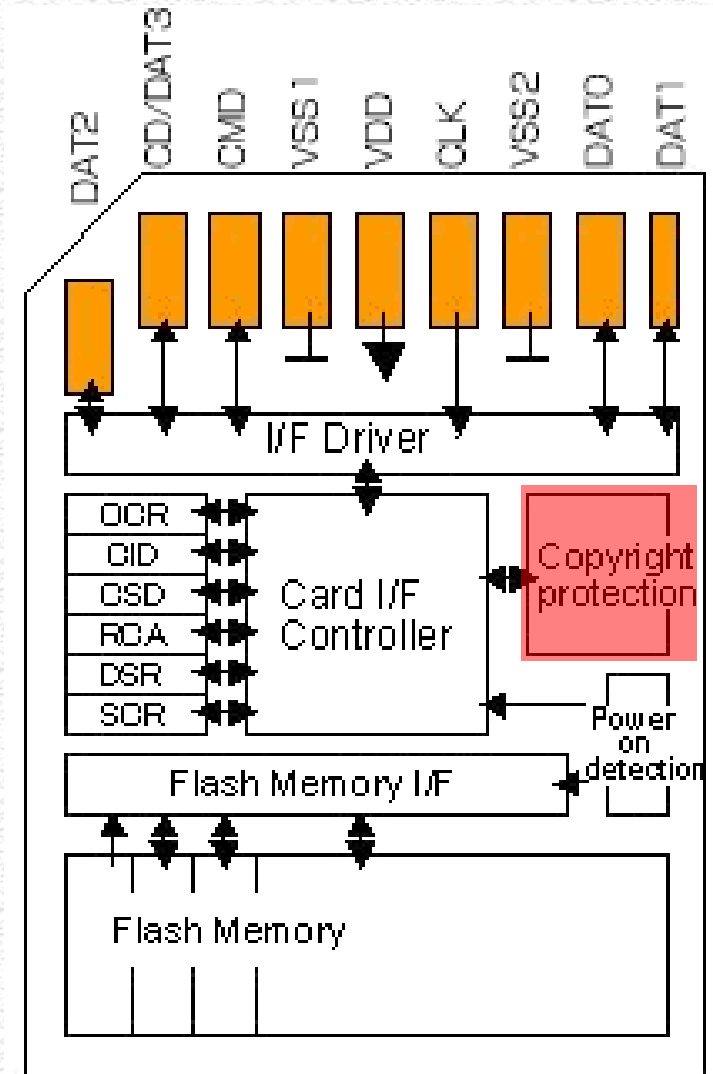 DAT2
CD/DAT3
CMD
VSS1
VDD
CLK
VSS2
DAT0
DAT1
I/F Driver
OCR
CID
CSD
RCA
DSR
SCR
Card I/F
Controller
Copyright
protection
Power
on
detection
Flash Memory I/F
Flash Memory